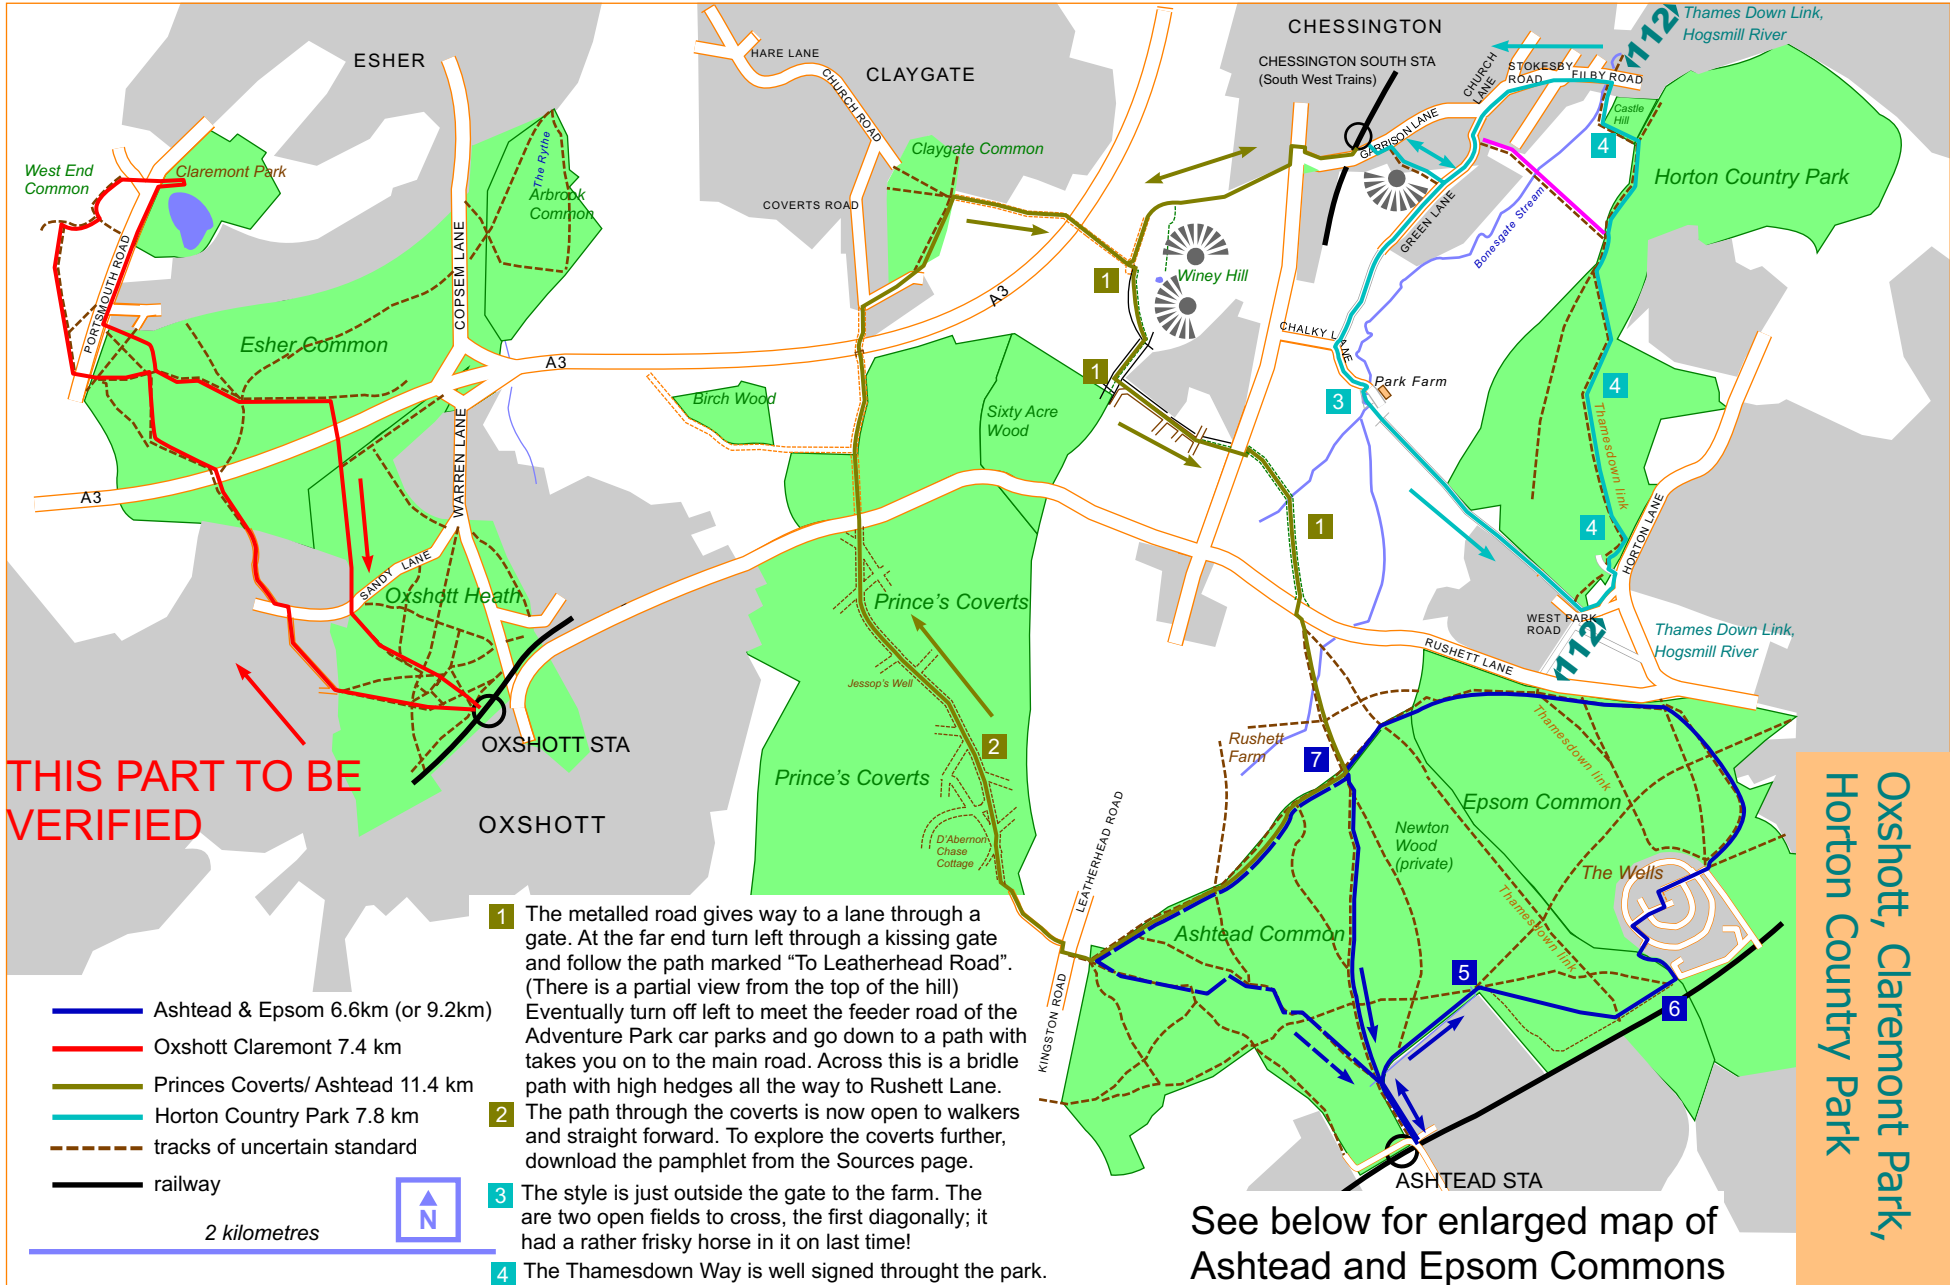 ESHER
CLAYGATE
CHESSINGTON
CHESSINGTON SOUTH STA
(South West Trains)
Thames Down Link,
Hogsmill River
112
HARE LANE
CHURCH ROAD
COVERTS ROAD
CHURCH
LANE
STOKESBY
ROAD
FILBY ROAD
Castle
Hill
4
GARRISON LANE
GREEN LANE
Bonesgate Stream
Horton Country Park
West End
Common
Claremont Park
The Rythe
Arbrook
Common
Claygate Common
COPSEM LANE
PORTSMOUTH ROAD
Esher Common
A3
A3
A3
1
Winey Hill
1
CHALKY LANE
Park Farm
3
4
Thamesdown link
Birch Wood
Sixty Acre
Wood
WARREN LANE
SANDY LANE
Oxshott Heath
1
4
HORTON LANE
WEST PARK
ROAD
112
Thames Down Link,
Hogsmill River
RUSHETT LANE
Prince's Coverts
Jessop's Well
2
Prince's Coverts
D'Abernon
Chase
Cottage
OXSHOTT STA
OXSHOTT
THIS PART TO BE
VERIFIED
Rushett
Farm
7
Thamesdown link
Epsom Common
Newton
Wood
(private)
The Wells
Thamesdown link
LEATHERHEAD ROAD
KINGSTON ROAD
Ashtead Common
5
6
ASHTEAD STA
Oxshott, Claremont Park,
Horton Country Park
1 The metalled road gives way to a lane through a
gate. At the far end turn left through a kissing gate
and follow the path marked “To Leatherhead Road”.
(There is a partial view from the top of the hill)
Eventually turn off left to meet the feeder road of the
Adventure Park car parks and go down to a path with
takes you on to the main road. Across this is a bridle
path with high hedges all the way to Rushett Lane.
2 The path through the coverts is now open to walkers
and straight forward. To explore the coverts further,
download the pamphlet from the Sources page.
3 The style is just outside the gate to the farm. The
are two open fields to cross, the first diagonally; it
had a rather frisky horse in it on last time!
4 The Thamesdown Way is well signed throught the park.
Ashtead & Epsom 6.6km (or 9.2km)
Oxshott Claremont 7.4 km
Princes Coverts/ Ashtead 11.4 km
Horton Country Park 7.8 km
tracks of uncertain standard
railway
N
2 kilometres
See below for enlarged map of
Ashtead and Epsom Commons